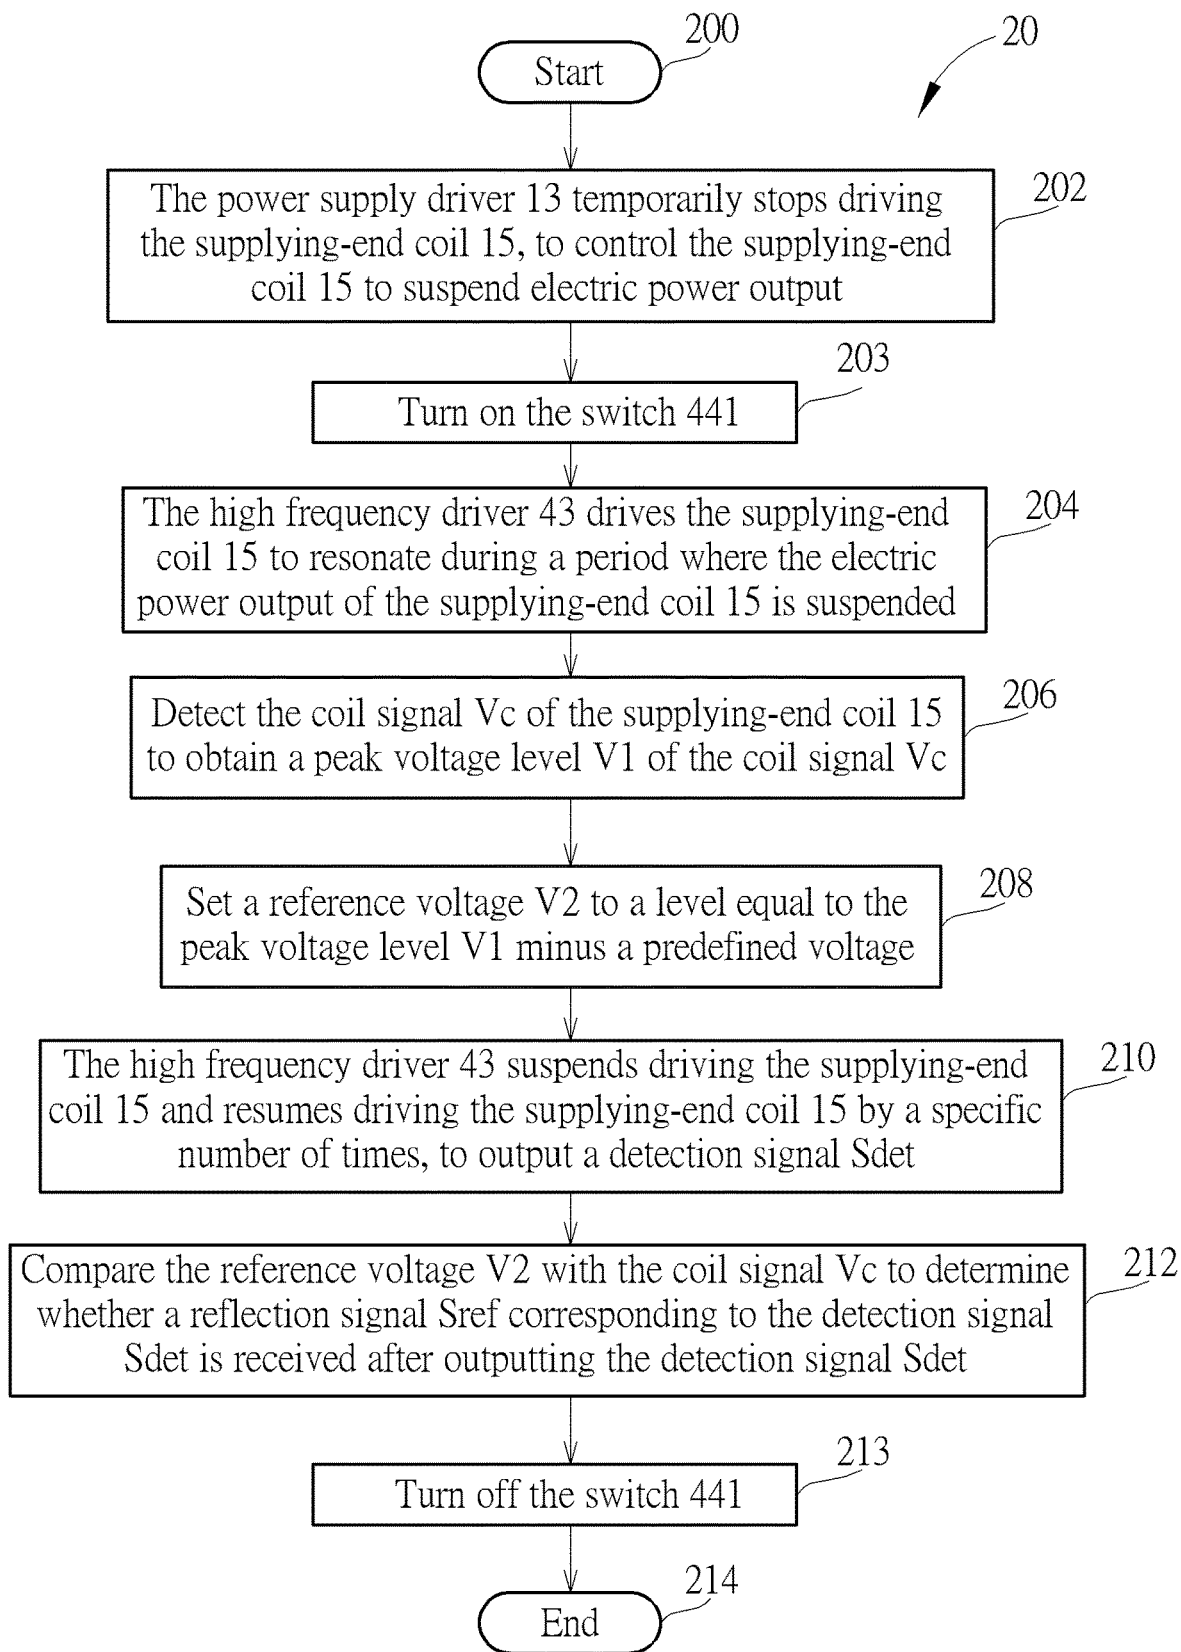 200
20
Start
202
The power supply driver 13 temporarily stops driving
the supplying-end coil 15, to control the supplying-end
coil 15 to suspend electric power output
203
Turn on the switch 441
204
The high frequency driver 43 drives the supplying-end
coil 15 to resonate during a period where the electric
power output of the supplying-end coil 15 is suspended
206
Detect the coil signal Vc of the supplying-end coil 15
to obtain a peak voltage level V1 of the coil signal Vc
208
Set a reference voltage V2 to a level equal to the
peak voltage level V1 minus a predefined voltage
210
The high frequency driver 43 suspends driving the supplying-end
coil 15 and resumes driving the supplying-end coil 15 by a specific
number of times, to output a detection signal Sdet
212
Compare the reference voltage V2 with the coil signal Vc to determine
whether a reflection signal Sref corresponding to the detection signal
Sdet is received after outputting the detection signal Sdet
213
Turn off the switch 441
214
End